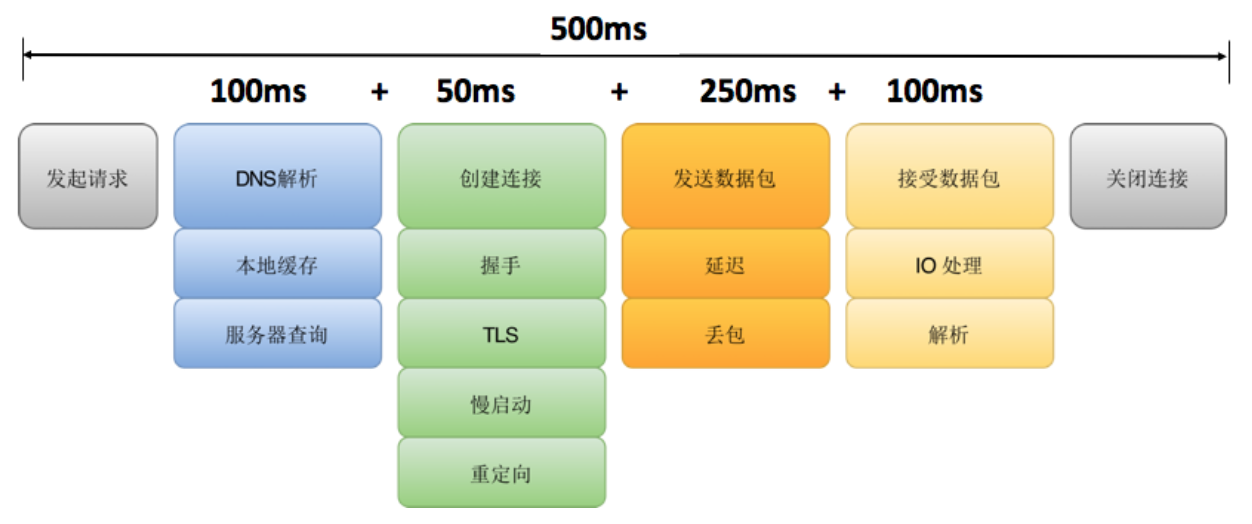 500ms
100ms + 50ms + 250ms + 100ms
发起请求 DNS解析 创建连接 发送数据包 接受数据包 关闭连接
本地缓存 握手 延迟 IO 处理
服务器查询 TLS 丢包 解析
慢启动
重定向